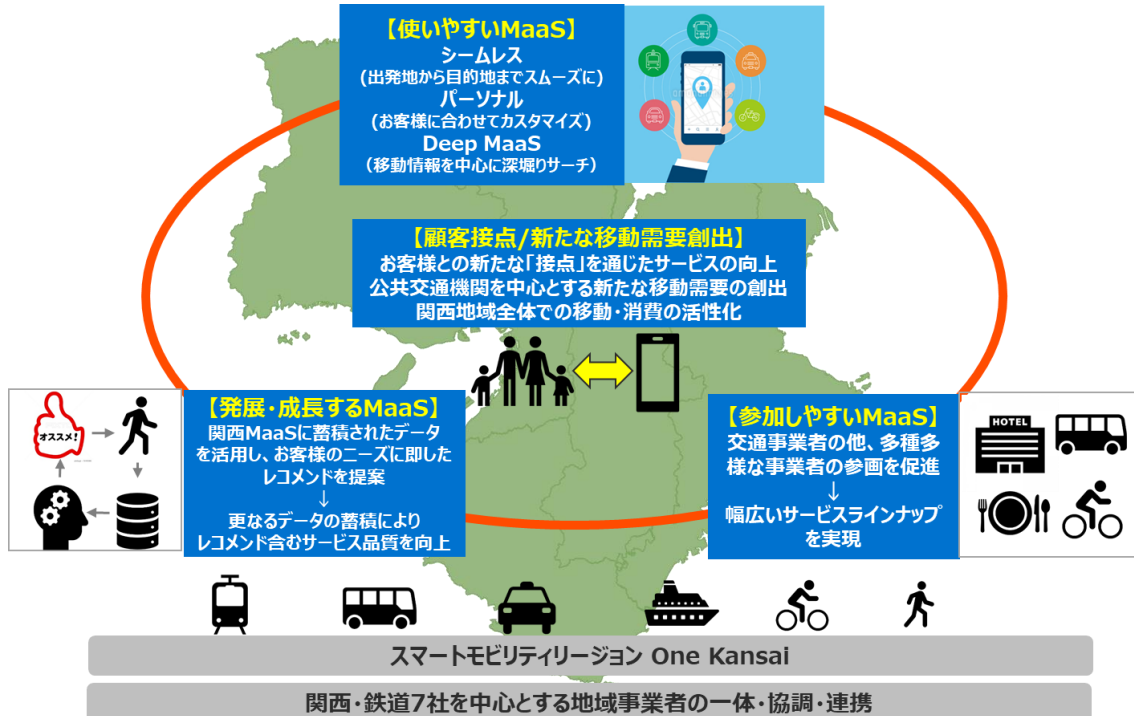 【使いやすいMaaS】
シームレス
(出発地から目的地までスムーズに)
パーソナル
(お客様に合わせてカスタマイズ)
Deep MaaS
(移動情報を中心に深堀りサーチ)
【顧客接点/新たな移動需要創出】
お客様との新たな「接点」を通じたサービスの向上
公共交通機関を中心とする新たな移動需要の創出
関西地域全体での移動・消費の活性化
オススメ!
【発展・成長するMaaS】
関西MaaSに蓄積されたデータ
を活用し、お客様のニーズに即した
レコメンドを提案
↓
更なるデータの蓄積により
レコメンド含むサービス品質を向上
【参加しやすいMaaS】
交通事業者の他、多種多
様な事業者の参画を促進
↓
幅広いサービスラインナップ
を実現
HOTEL
スマートモビリティリージョン One Kansai
関西・鉄道7社を中心とする地域事業者の一体・協調・連携